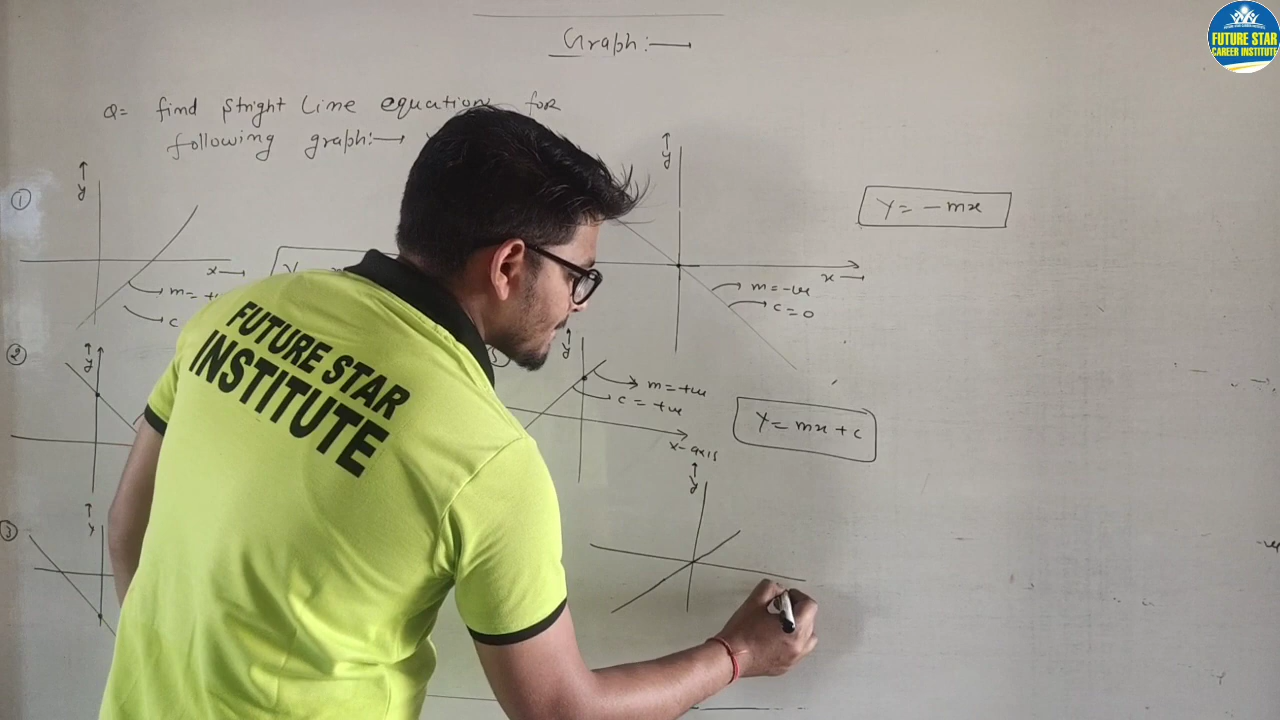 Graph:→
FUTURE STAR
CAREER INSTITUTE
Q= find stright line equation for
following graph:→
① y
x→
m= +
c
y
Y= -mx
x→
m= -ve
c=0
② y
y
m= +ve
c= +ve
x-axis
Y= mx+c
③ y
y
FUTURE STAR
INSTITUTE